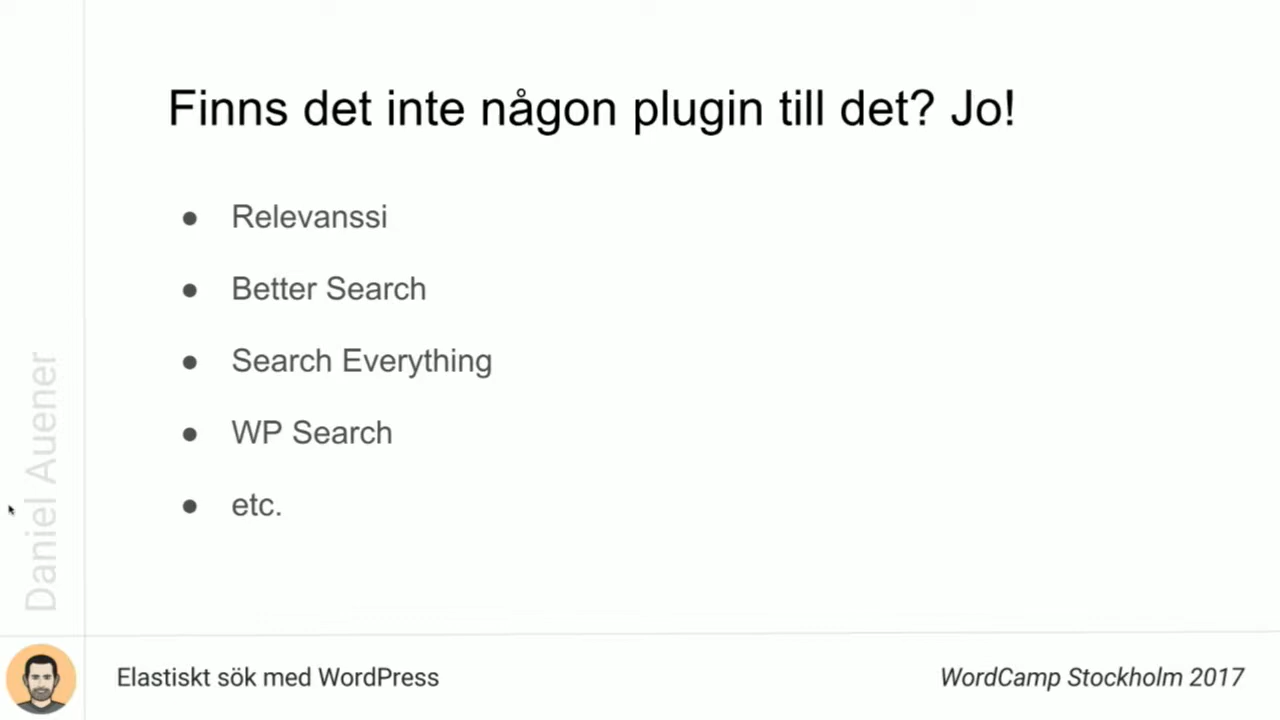 Finns det inte någon plugin till det? Jo!
● Relevanssi
● Better Search
● Search Everything
● WP Search
● etc.
Daniel Auener
Elastiskt sök med WordPress
WordCamp Stockholm 2017